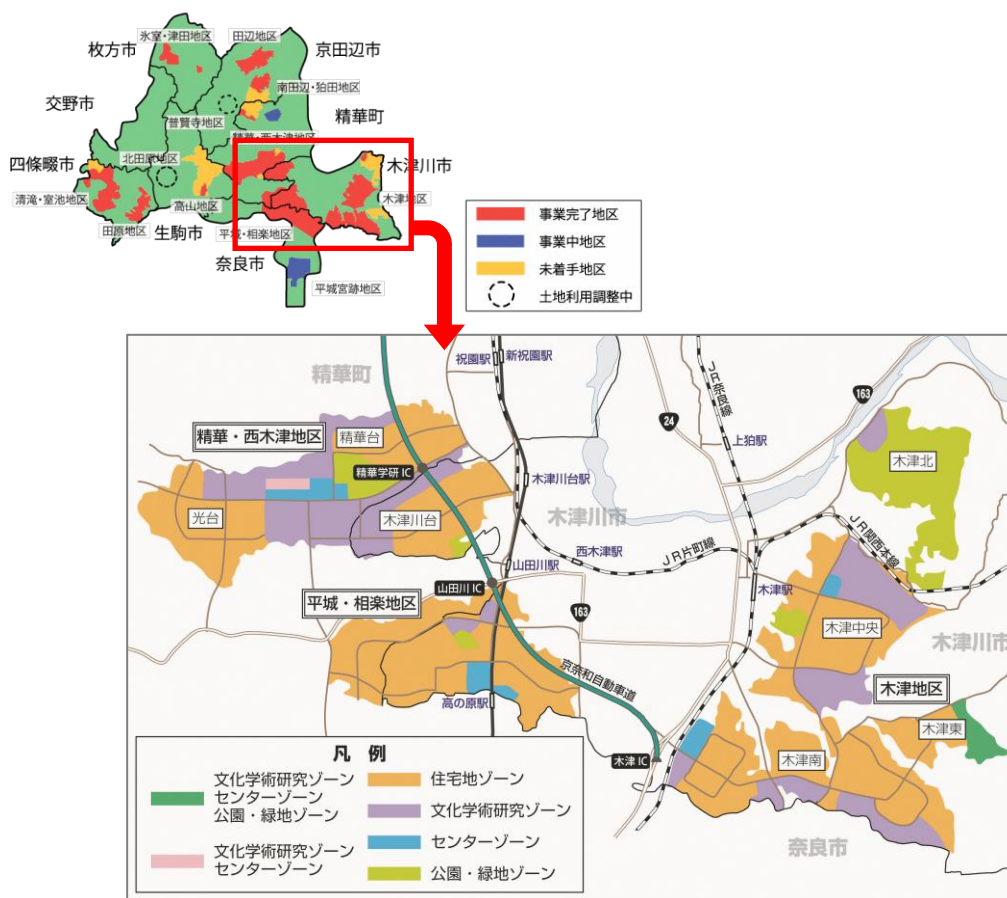 氷室・津田地区
田辺地区
枚方市
京田辺市
南田辺・狛田地区
交野市
精華町
普賢寺地区
精華・西木津地区
四條畷市
北田原地区
木津川市
清滝・室池地区
高山地区
木津地区
田原地区
生駒市
平城・相楽地区
奈良市
平城宮跡地区
事業完了地区
事業中地区
未着手地区
土地利用調整中
祝園駅
新祝園駅
精華町
JR奈良線
163
24
精華・西木津地区
精華台
上狛駅
木津北
精華学研 IC
木津川台駅
光台
木津川台
木津川市
西木津駅
JR片町線
JR関西本線
山田川駅
山田川 IC
木津駅
平城・相楽地区
163
木津中央
木津川市
京奈和自動車道
木津地区
高の原駅
木津東
木津 IC
木津南
奈良市
凡 例
文化学術研究ゾーン
センターゾーン
公園・緑地ゾーン
文化学術研究ゾーン
センターゾーン
住宅地ゾーン
文化学術研究ゾーン
センターゾーン
公園・緑地ゾーン